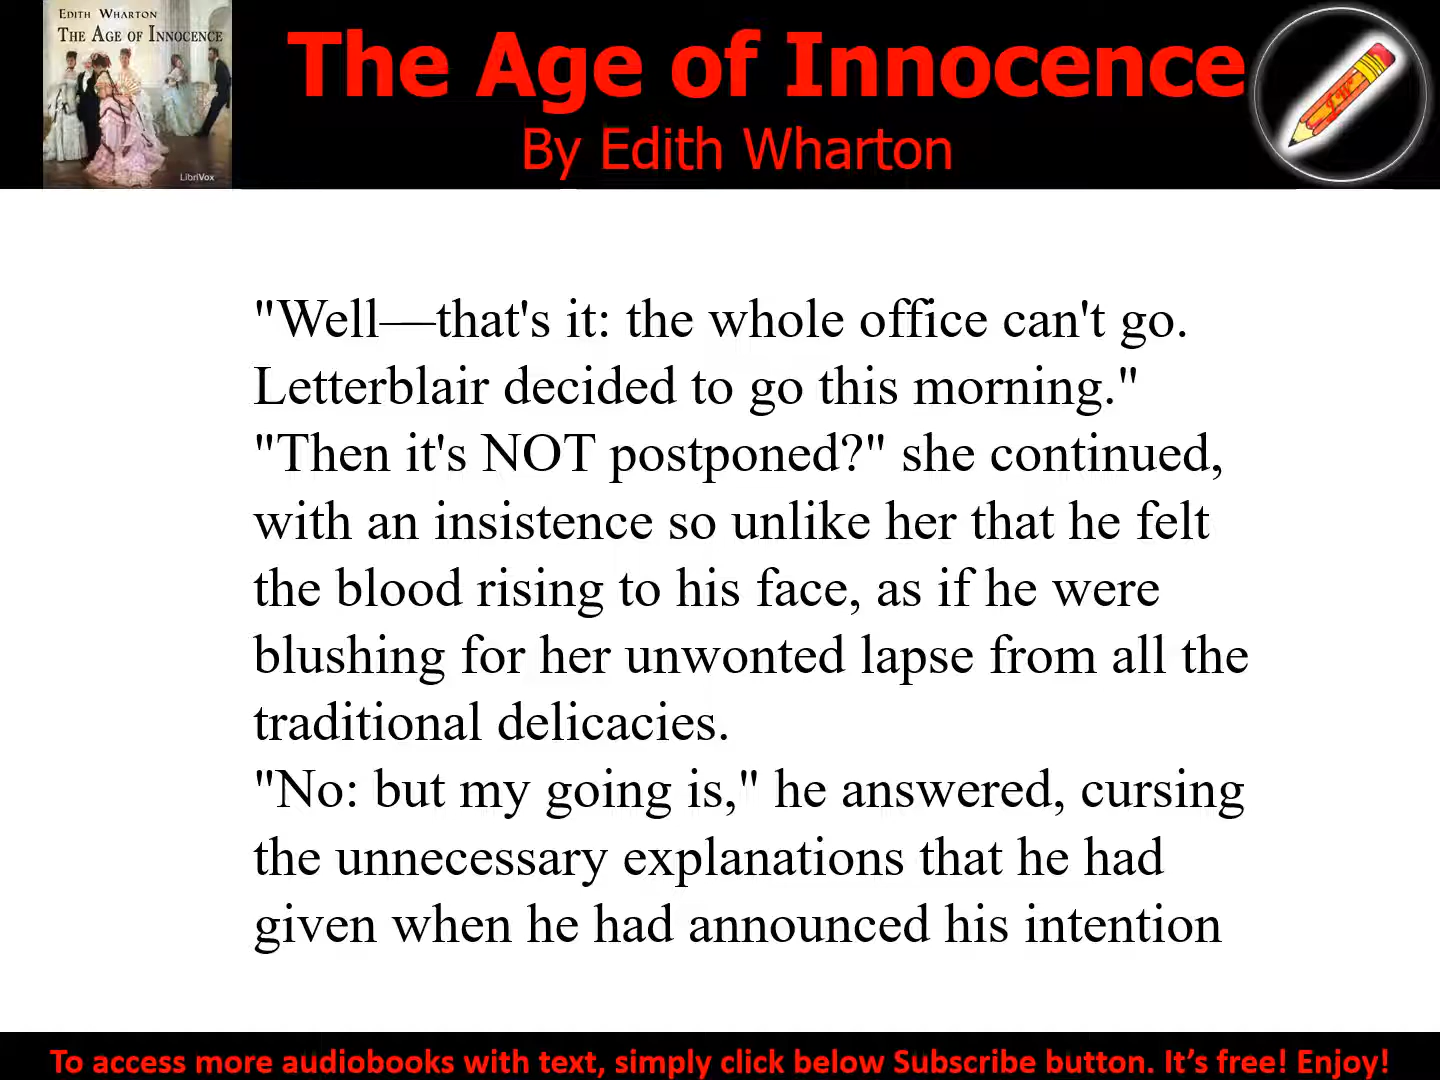 EDITH WHARTON
THE AGE OF INNOCENCE
LibriVox
The Age of Innocence
By Edith Wharton
"Well—that's it: the whole office can't go.
Letterblair decided to go this morning."
"Then it's NOT postponed?" she continued,
with an insistence so unlike her that he felt
the blood rising to his face, as if he were
blushing for her unwonted lapse from all the
traditional delicacies.
"No: but my going is," he answered, cursing
the unnecessary explanations that he had
given when he had announced his intention
To access more audiobooks with text, simply click below Subscribe button. It’s free! Enjoy!